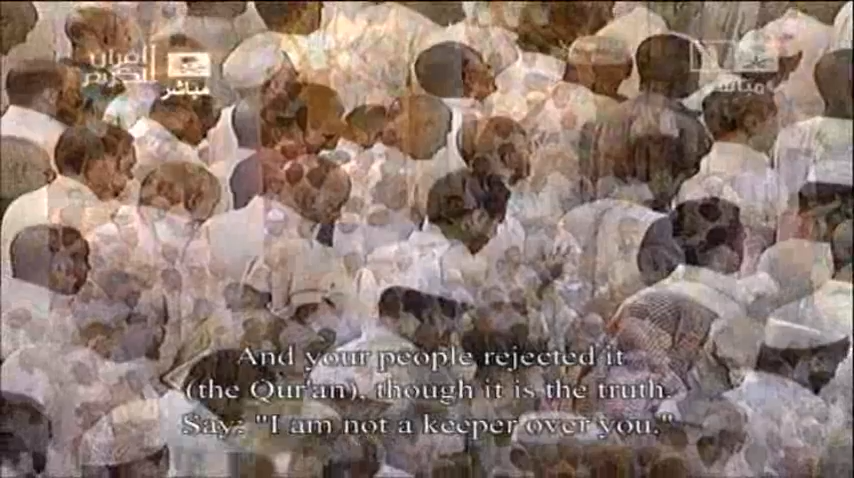 القرآن
الكريم
مباشر
مباشر
And your people rejected it
(the Qur'an), though it is the truth.
Say: "I am not a keeper over you."